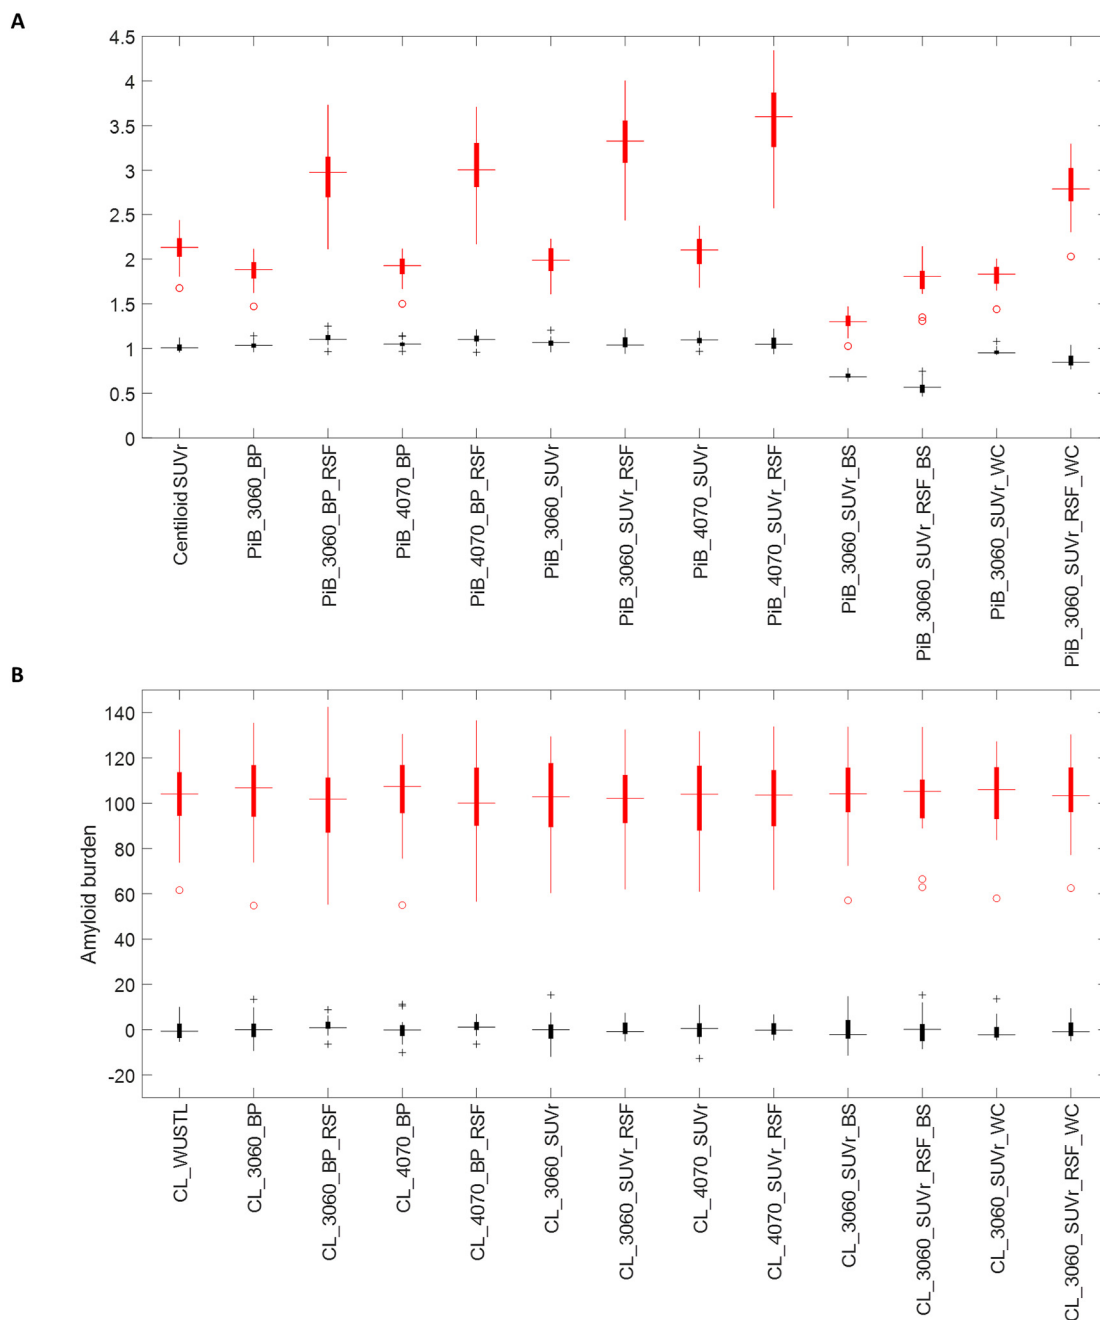 A
4.5
4
3.5
3
2.5
2
1.5
1
0.5
0
Centiloid SUVr
PiB_3060_BP
PiB_3060_BP_RSF
PiB_4070_BP
PiB_4070_BP_RSF
PiB_3060_SUVr
PiB_3060_SUVr_RSF
PiB_4070_SUVr
PiB_4070_SUVr_RSF
PiB_3060_SUVr_BS
PiB_3060_SUVr_RSF_BS
PiB_3060_SUVr_WC
PiB_3060_SUVr_RSF_WC
B
Amyloid burden
140
120
100
80
60
40
20
0
-20
CL_WUSTL
CL_3060_BP
CL_3060_BP_RSF
CL_4070_BP
CL_4070_BP_RSF
CL_3060_SUVr
CL_3060_SUVr_RSF
CL_4070_SUVr
CL_4070_SUVr_RSF
CL_3060_SUVr_BS
CL_3060_SUVr_RSF_BS
CL_3060_SUVr_WC
CL_3060_SUVr_RSF_WC